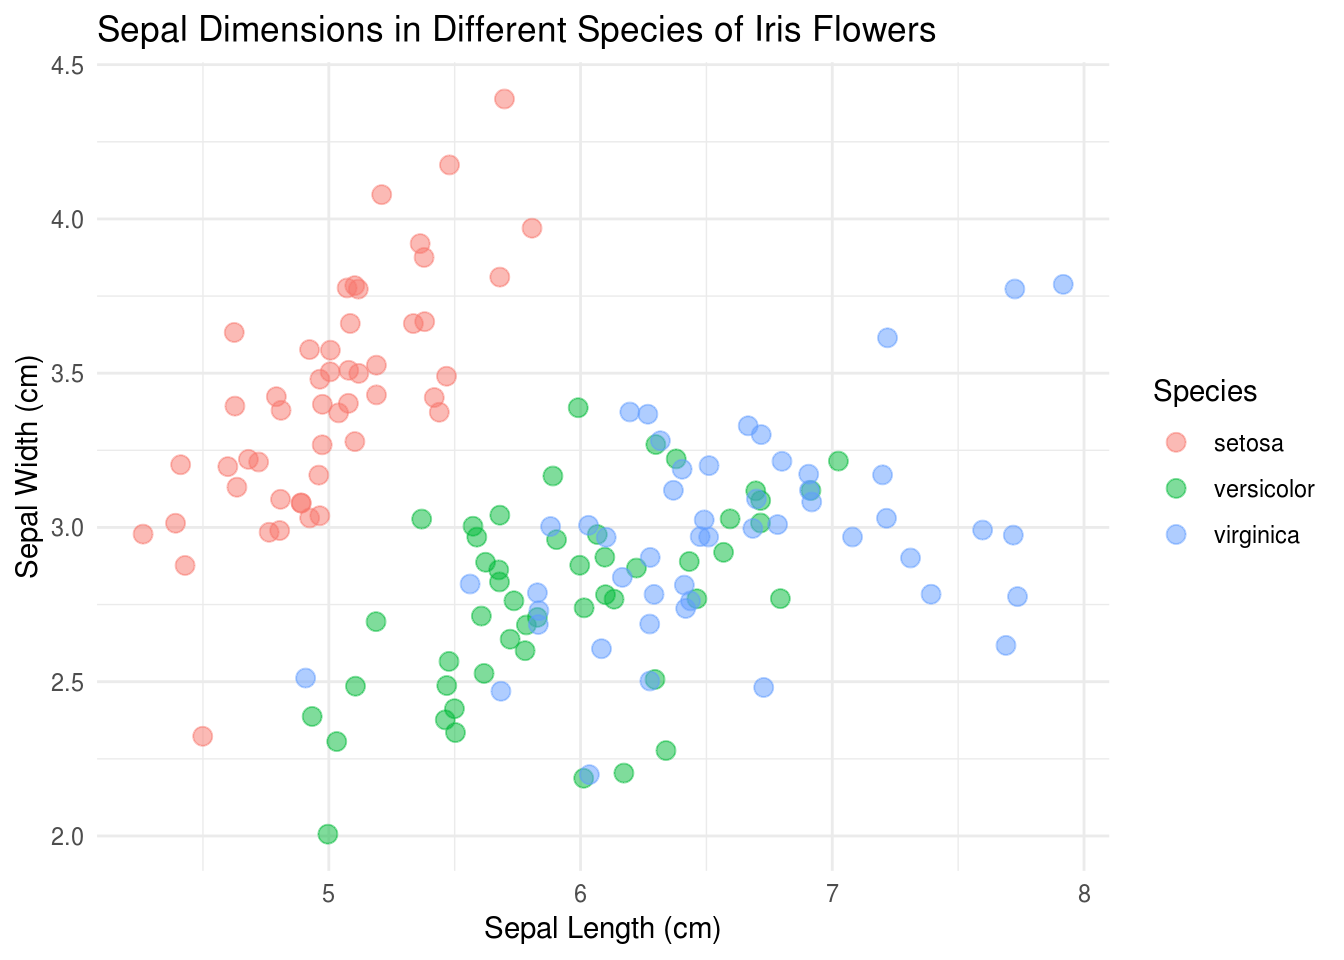 Sepal Dimensions in Different Species of Iris Flowers
4.5
4.0
3.5
3.0
2.5
2.0
Sepal Width (cm)
5 6 7 8
Sepal Length (cm)
Species
setosa
versicolor
virginica